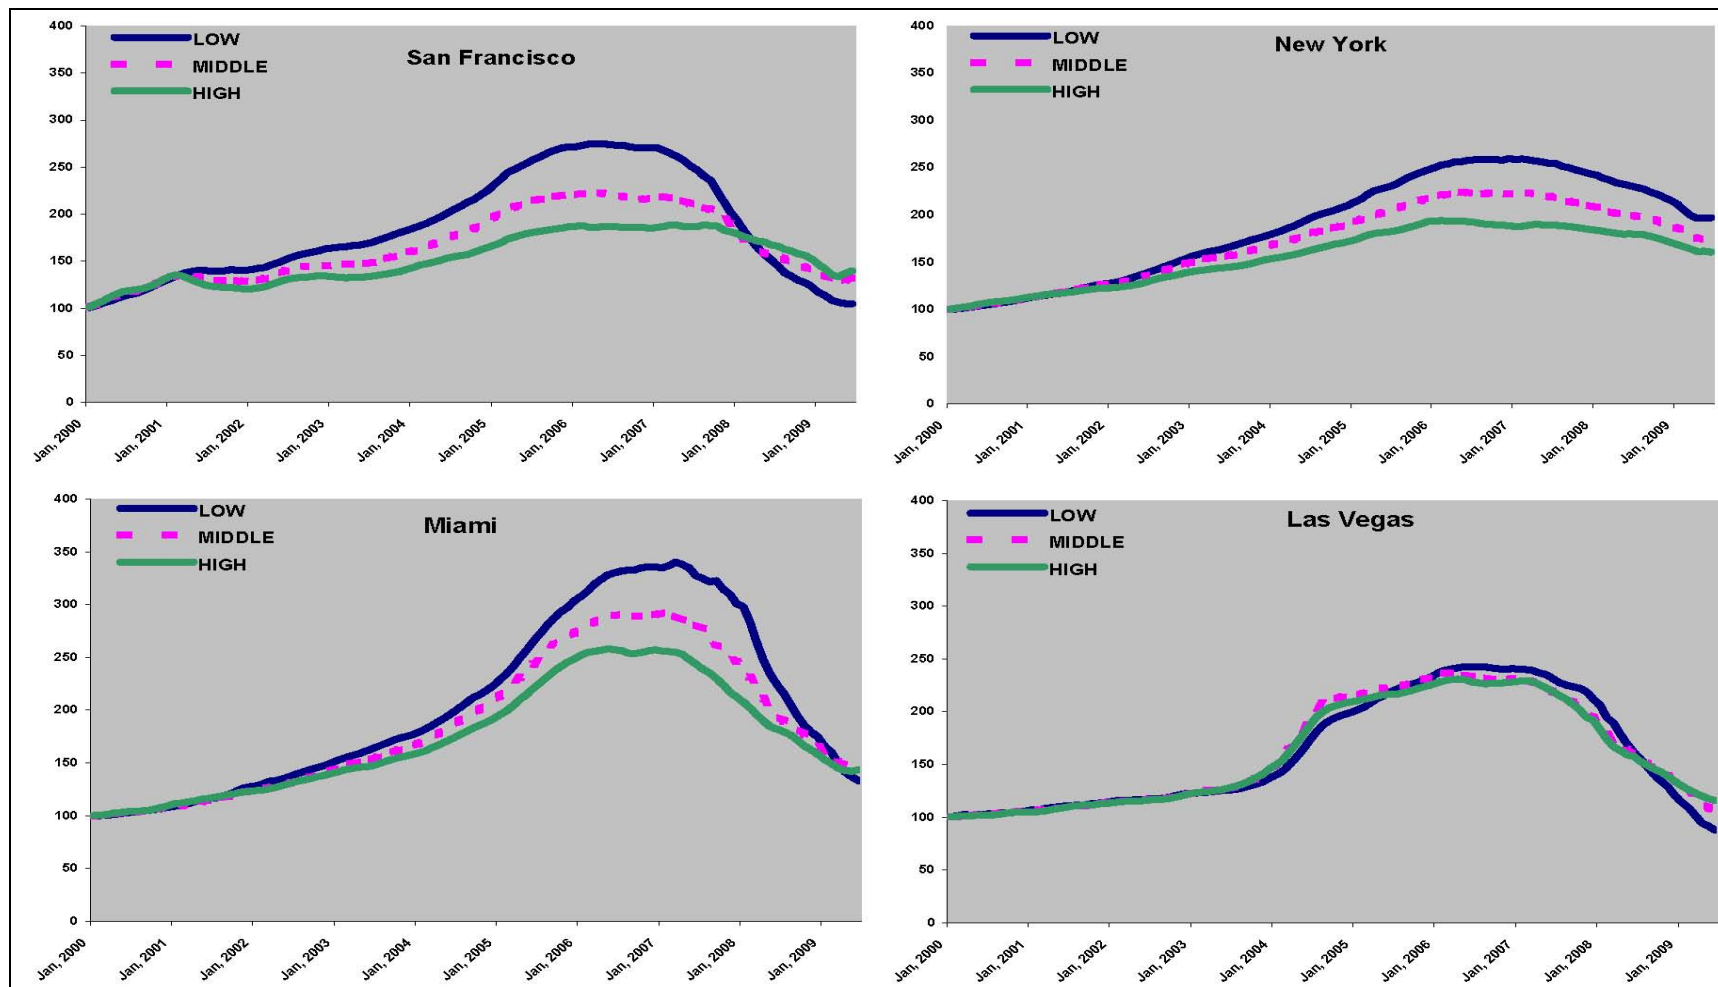 San Francisco
LOW
MIDDLE
HIGH
400
350
300
250
200
150
100
50
0
Jan, 2000
Jan, 2001
Jan, 2002
Jan, 2003
Jan, 2004
Jan, 2005
Jan, 2006
Jan, 2007
Jan, 2008
Jan, 2009
New York
LOW
MIDDLE
HIGH
400
350
300
250
200
150
100
50
0
Jan, 2000
Jan, 2001
Jan, 2002
Jan, 2003
Jan, 2004
Jan, 2005
Jan, 2006
Jan, 2007
Jan, 2008
Jan, 2009
Miami
LOW
MIDDLE
HIGH
400
350
300
250
200
150
100
50
0
Jan, 2000
Jan, 2001
Jan, 2002
Jan, 2003
Jan, 2004
Jan, 2005
Jan, 2006
Jan, 2007
Jan, 2008
Jan, 2009
Las Vegas
LOW
MIDDLE
HIGH
400
350
300
250
200
150
100
50
0
Jan, 2000
Jan, 2001
Jan, 2002
Jan, 2003
Jan, 2004
Jan, 2005
Jan, 2006
Jan, 2007
Jan, 2008
Jan, 2009